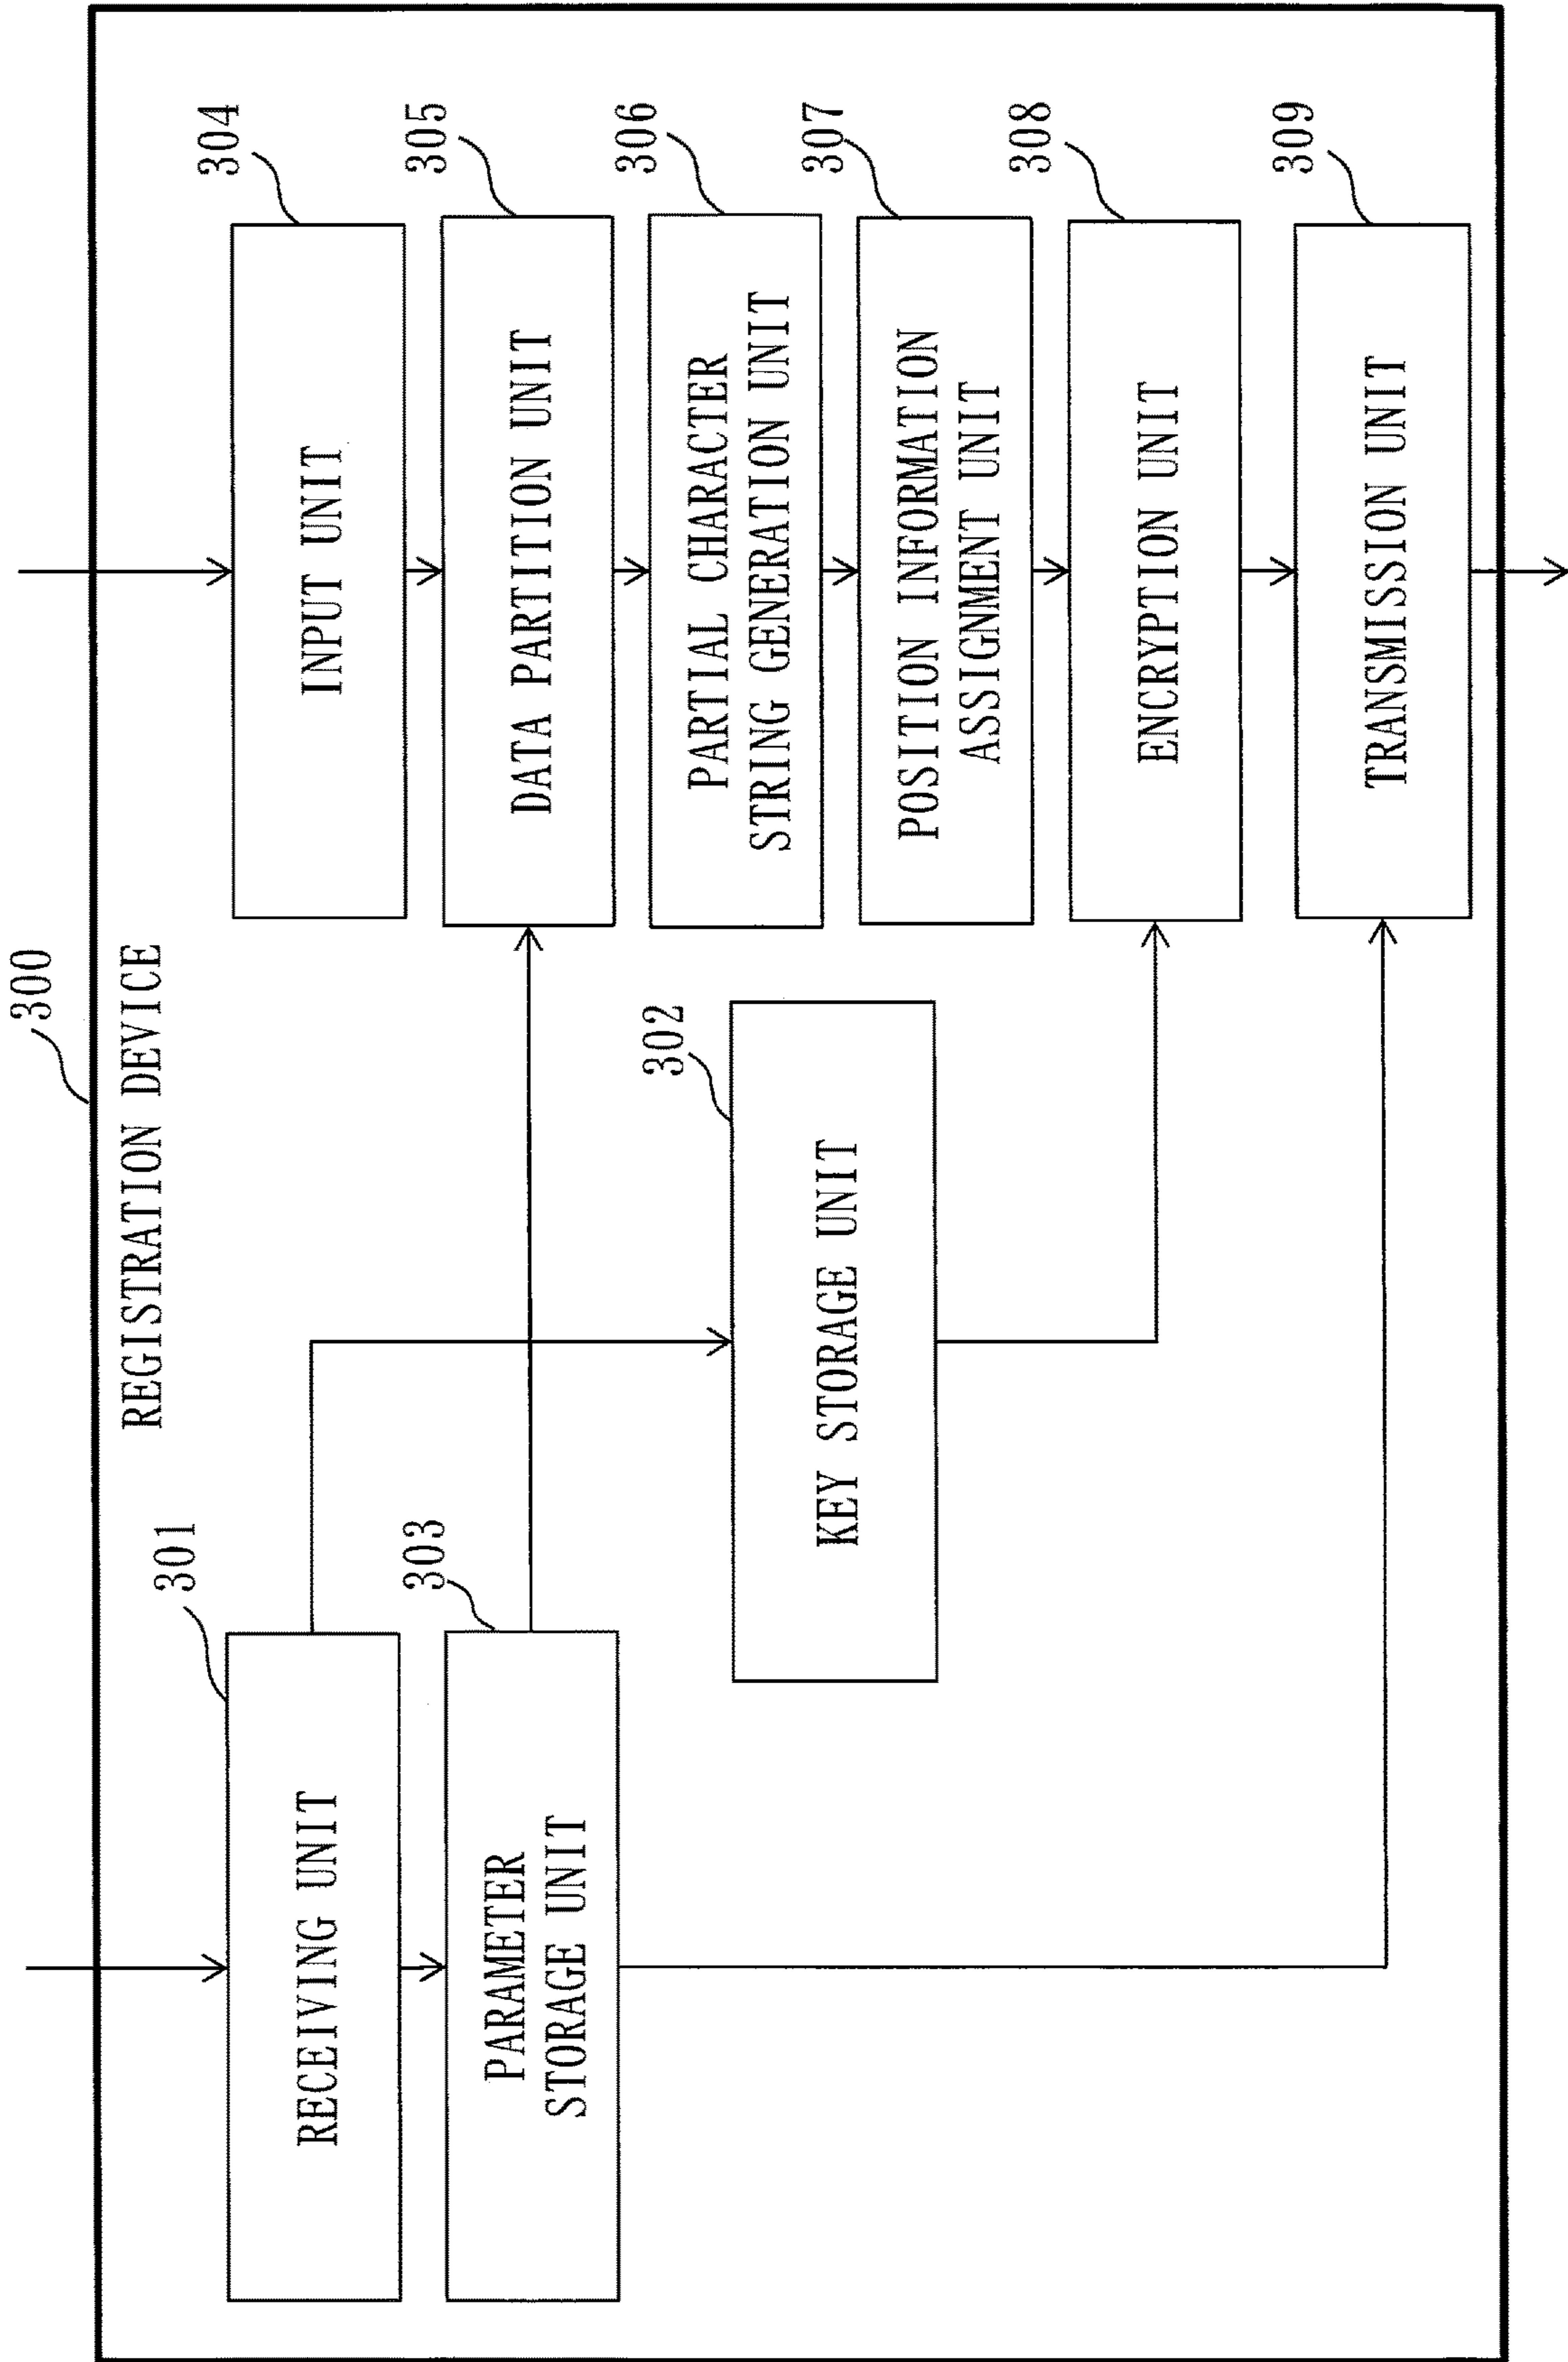 300
REGISTRATION DEVICE
301
RECEIVING UNIT
303
PARAMETER
STORAGE UNIT
302
KEY STORAGE UNIT
304
INPUT UNIT
305
DATA PARTITION UNIT
306
PARTIAL CHARACTER
STRING GENERATION UNIT
307
POSITION INFORMATION
ASSIGNMENT UNIT
308
ENCRYPTION UNIT
309
TRANSMISSION UNIT